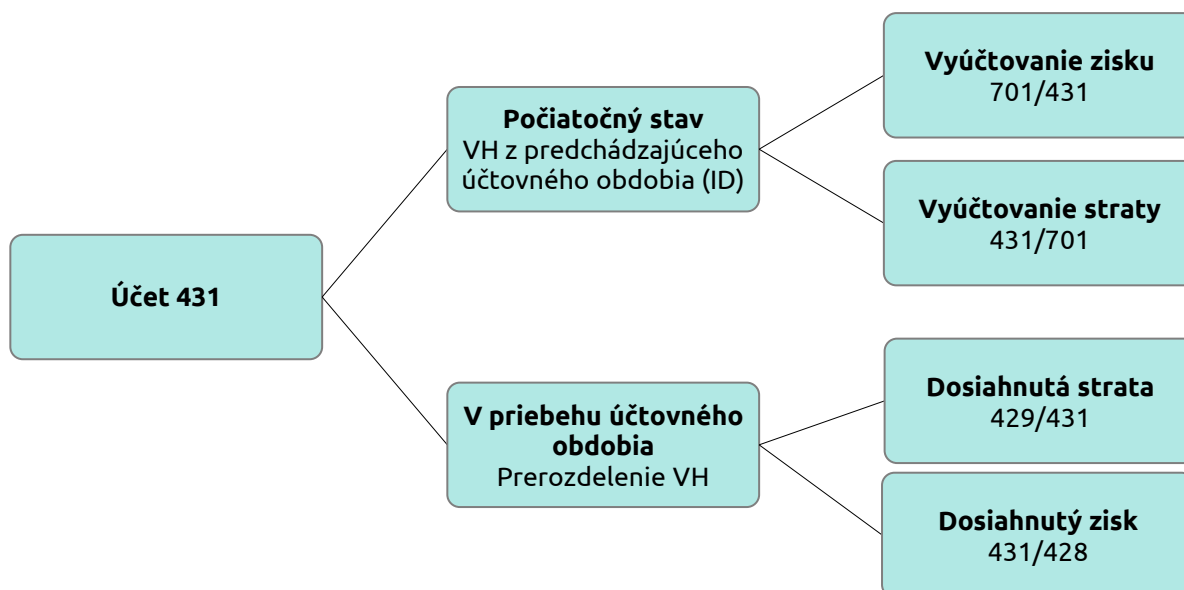 Účet 431
Počiatočný stav
VH z predchádzajúceho
účtovného obdobia (ID)
Vyúčtovanie zisku
701/431
Vyúčtovanie straty
431/701
V priebehu účtovného
obdobia
Prerozdelenie VH
Dosiahnutá strata
429/431
Dosiahnutý zisk
431/428